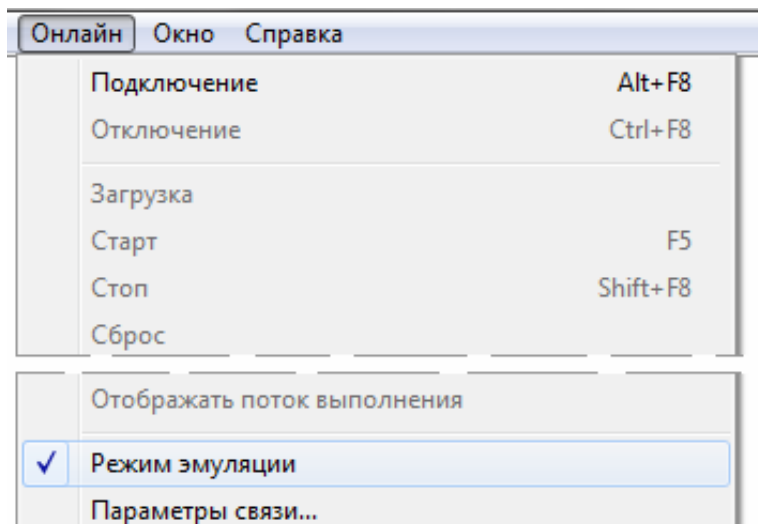 Онлайн Окно Справка
Подключение Alt+F8
Отключение Ctrl+F8
Загрузка
Старт F5
Стоп Shift+F8
Сброс
Отображать поток выполнения
Режим эмуляции
Параметры связи...